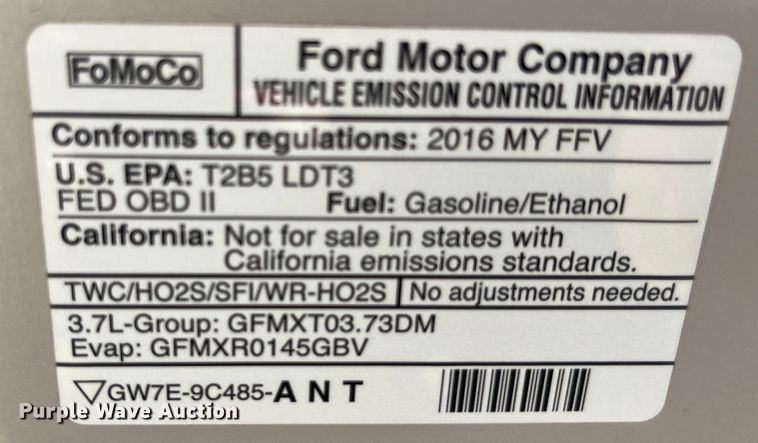 FoMoCo
Ford Motor Company
VEHICLE EMISSION CONTROL INFORMATION
Conforms to regulations: 2016 MY FFV
U.S. EPA: T2B5 LDT3
FED OBD II Fuel: Gasoline/Ethanol
California: Not for sale in states with
California emissions standards.
TWC/HO2S/SFI/WR-HO2S No adjustments needed.
3.7L-Group: GFMXT03.73DM
Evap: GFMXR0145GBV
▽GW7E-9C485-A N T
Purple Wave Auction